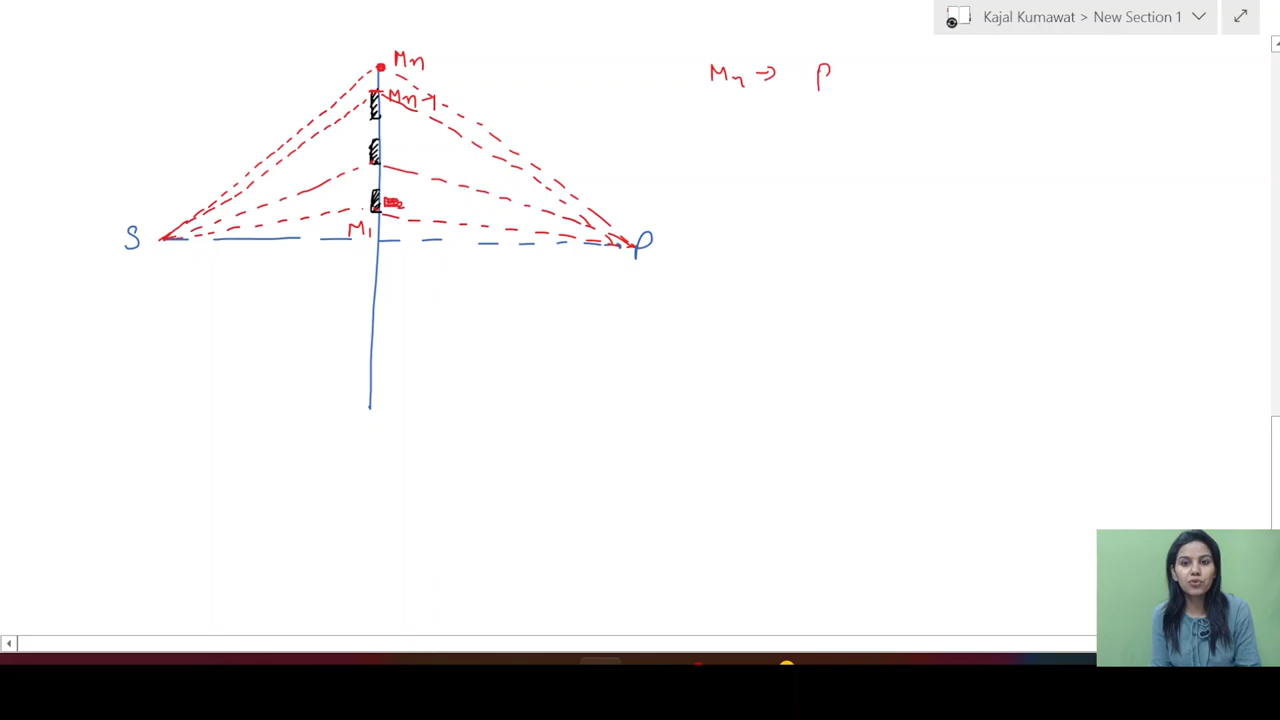 Kajal Kumawat > New Section 1
Mn
Mn → P
Mn-1
M1
S
P